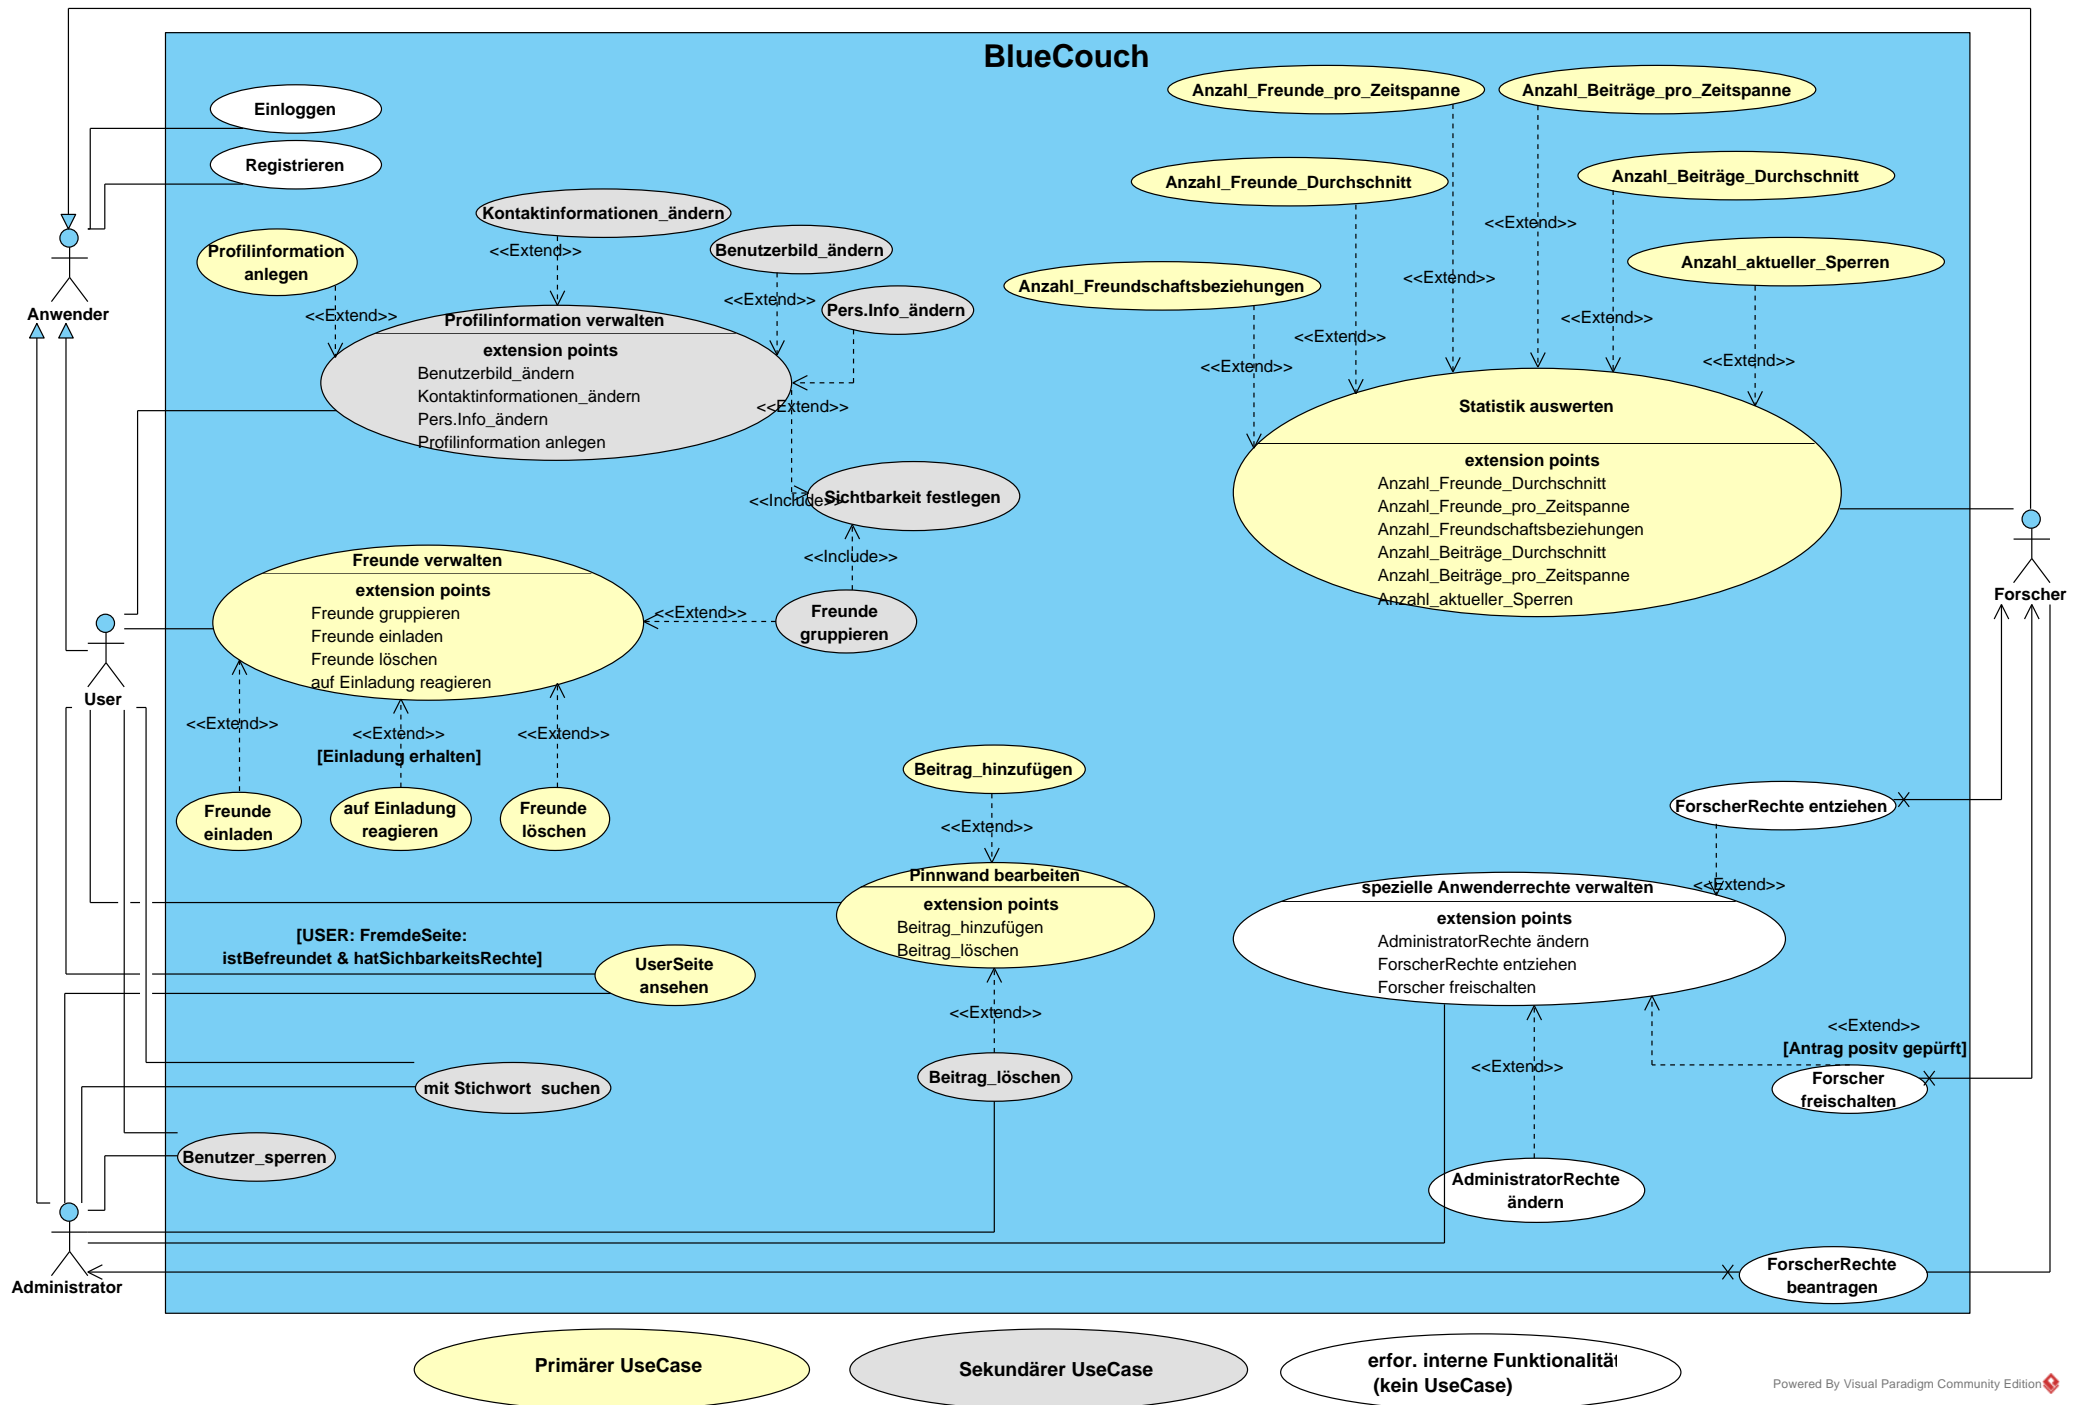 BlueCouch
Einloggen
Registrieren
Anwender
Profilinformation
anlegen
<<Extend>>
Kontaktinformationen_ändern
<<Extend>>
Benutzerbild_ändern
<<Extend>>
Pers.Info_ändern
<<Extend>>
Profilinformation verwalten
extension points
Benutzerbild_ändern
Kontaktinformationen_ändern
Pers.Info_ändern
Profilinformation anlegen
<<Include>>
Sichtbarkeit festlegen
<<Include>>
Anzahl_Freunde_pro_Zeitspanne
<<Extend>>
Anzahl_Beiträge_pro_Zeitspanne
<<Extend>>
Anzahl_Freunde_Durchschnitt
<<Extend>>
Anzahl_Beiträge_Durchschnitt
<<Extend>>
Anzahl_Freundschaftsbeziehungen
<<Extend>>
Anzahl_aktueller_Sperren
<<Extend>>
Statistik auswerten
extension points
Anzahl_Freunde_Durchschnitt
Anzahl_Freunde_pro_Zeitspanne
Anzahl_Freundschaftsbeziehungen
Anzahl_Beiträge_Durchschnitt
Anzahl_Beiträge_pro_Zeitspanne
Anzahl_aktueller_Sperren
Forscher
Freunde verwalten
extension points
Freunde gruppieren
Freunde einladen
Freunde löschen
auf Einladung reagieren
<<Extend>>
Freunde
gruppieren
User
<<Extend>>
<<Extend>>
[Einladung erhalten]
<<Extend>>
Freunde
einladen
auf Einladung
reagieren
Freunde
löschen
Beitrag_hinzufügen
<<Extend>>
Pinnwand bearbeiten
extension points
Beitrag_hinzufügen
Beitrag_löschen
<<Extend>>
Beitrag_löschen
ForscherRechte entziehen
<<Extend>>
spezielle Anwenderrechte verwalten
extension points
AdministratorRechte ändern
ForscherRechte entziehen
Forscher freischalten
<<Extend>>
[Antrag positv gepürft]
Forscher
freischalten
<<Extend>>
AdministratorRechte
ändern
[USER: FremdeSeite:
istBefreundet & hatSichbarkeitsRechte]
UserSeite
ansehen
mit Stichwort  suchen
Benutzer_sperren
Administrator
ForscherRechte
beantragen
Primärer UseCase
Sekundärer UseCase
erfor. interne Funktionalität
(kein UseCase)
Powered By Visual Paradigm Community Edition